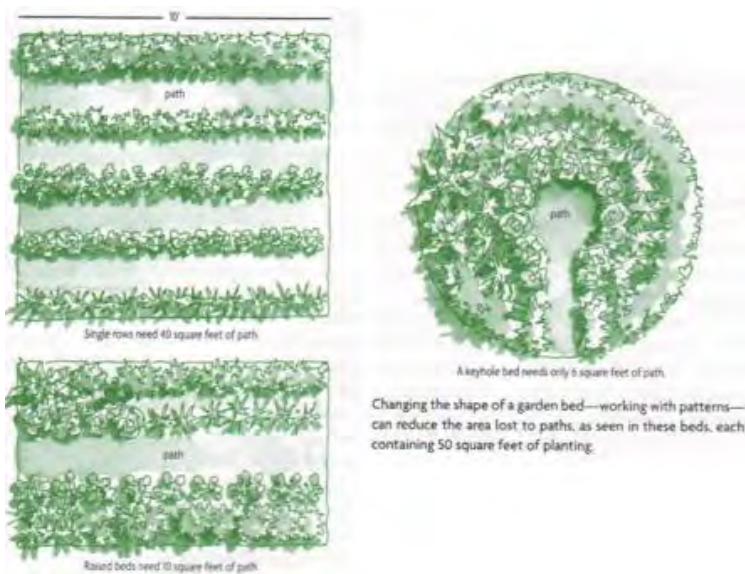 10'
path
Single rows need 40 square feet of path.
path
Raised beds need 10 square feet of path.
path
A keyhole bed needs only 6 square feet of path.
Changing the shape of a garden bed—working with patterns—
can reduce the area lost to paths, as seen in these beds, each
containing 50 square feet of planting.